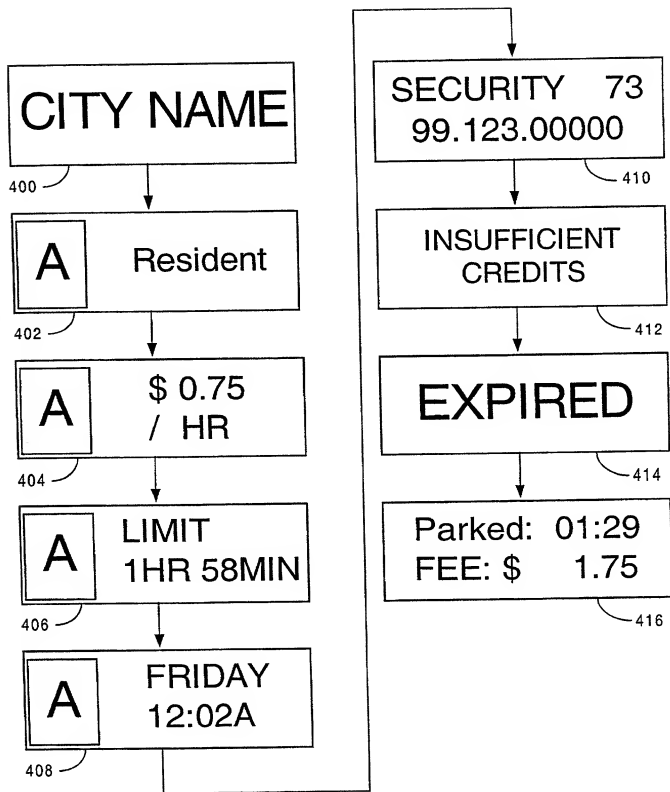 CITY NAME
400
A Resident
402
A $ 0.75
/ HR
404
A LIMIT
1HR 58MIN
406
A FRIDAY
12:02A
408
SECURITY 73
99.123.00000
410
INSUFFICIENT
CREDITS
412
EXPIRED
414
Parked: 01:29
FEE: $ 1.75
416